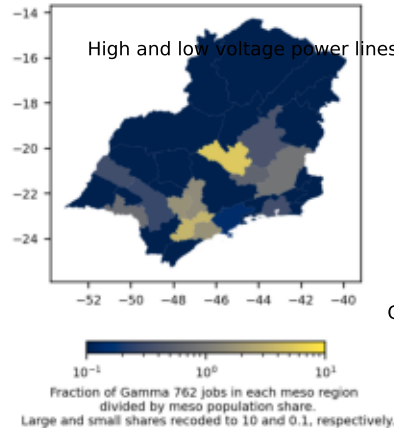 −14
High and low voltage power lines
−16
−18
−20
−22
−24
−52 −50 −48 −46 −44 −42 −40
10⁻¹ 10⁰ 10¹
Fraction of Gamma 762 jobs in each meso region
divided by meso population share.
Large and small shares recoded to 10 and 0.1, respectively.